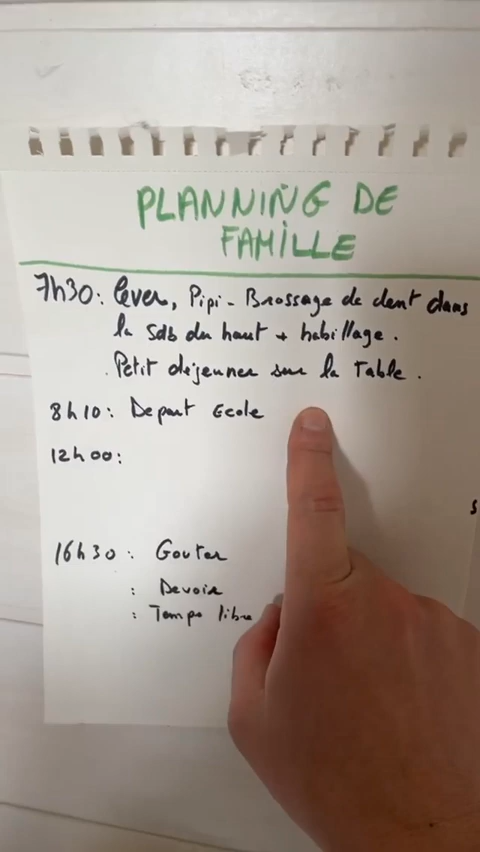 PLANNING DE
FAMILLE
7h30: lever, Pipi - Brossage de dent dans
la Sdb du haut + habillage.
. Petit dejeuner sur la Table.
8h10: Depart Ecole
12h00:
16h30: Gouter
: Devoir
: Temps libre
s